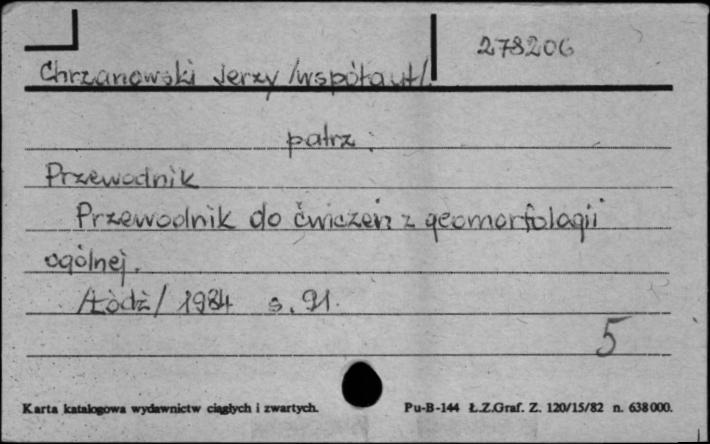 278206
Chrzanowski Jerzy /współaut/.
patrz:
Przewodnik
Przewodnik do ćwiczeń z geomorfologii
ogólnej.
/Łódź/ 1984 s. 91.
5
Karta katalogowa wydawnictw ciągłych i zwartych. Pu-B-144 Ł.Z.Graf. Z. 120/15/82 n. 638000.